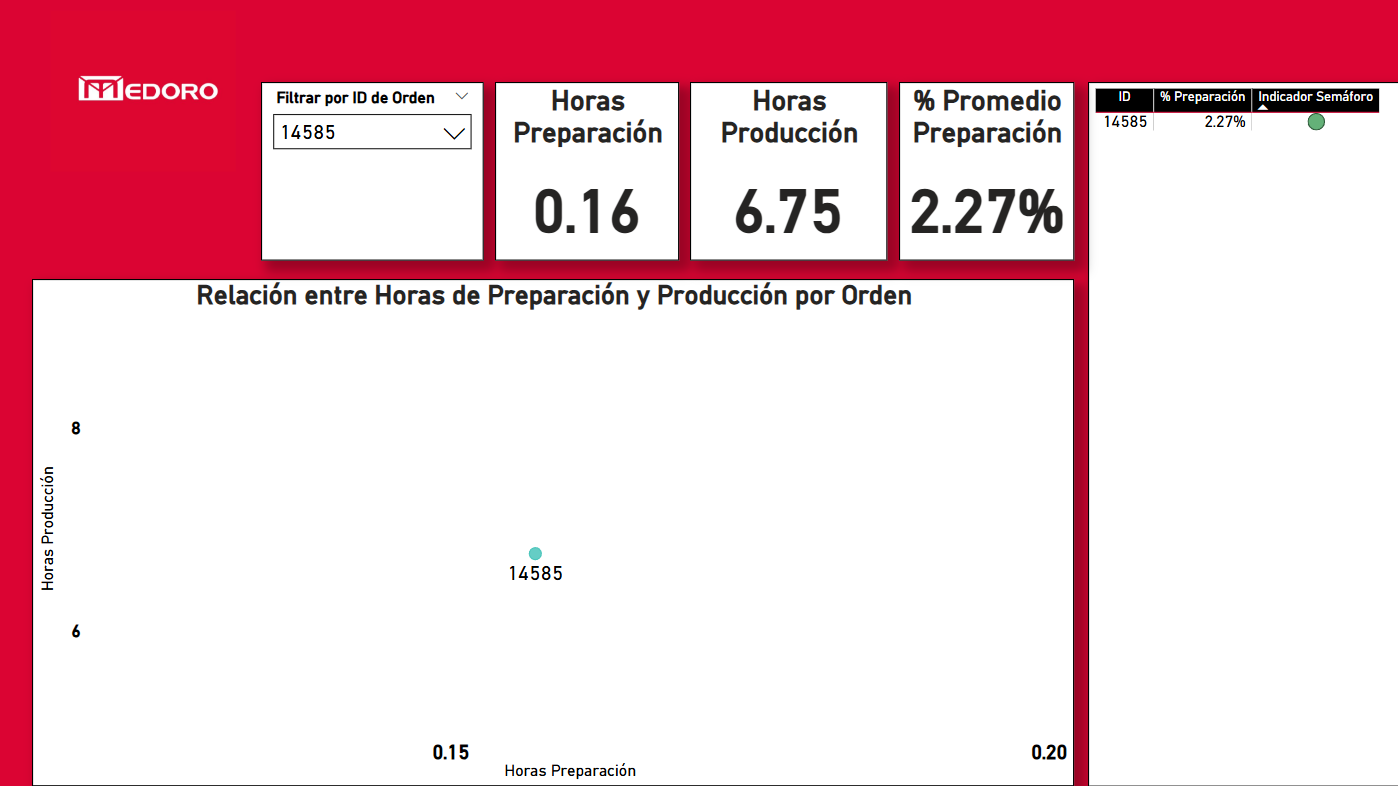 MEDORO
Filtrar por ID de Orden
14585
Horas
Preparación
0.16
Horas
Producción
6.75
% Promedio
Preparación
2.27%
ID % Preparación Indicador Semáforo
14585 2.27%
Relación entre Horas de Preparación y Producción por Orden
Horas Producción
8
6
14585
0.15 0.20
Horas Preparación